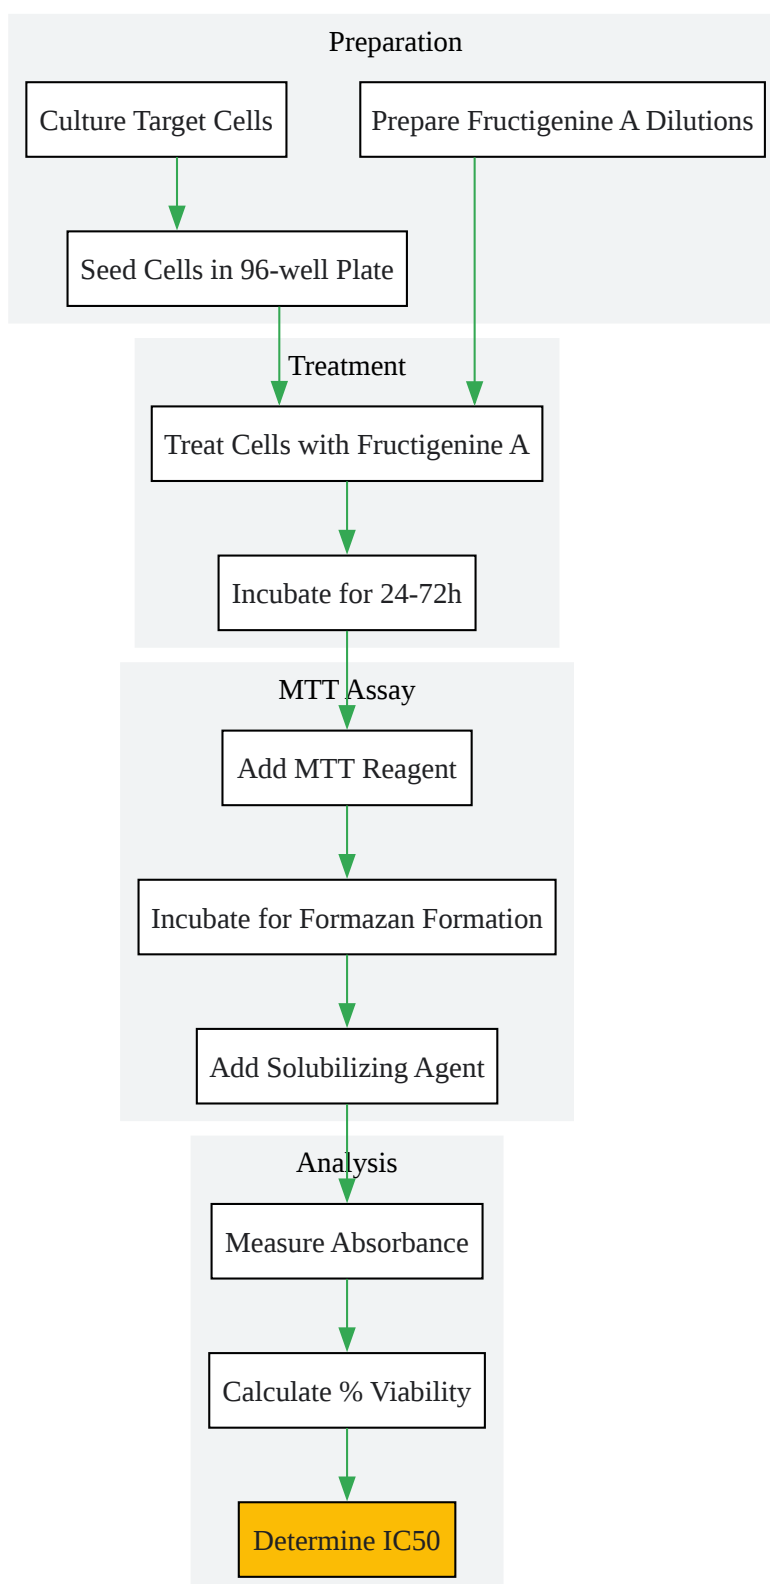 Preparation
Culture Target Cells
Prepare Fructigenine A Dilutions
Seed Cells in 96-well Plate
Treatment
Treat Cells with Fructigenine A
Incubate for 24-72h
MTT Assay
Add MTT Reagent
Incubate for Formazan Formation
Add Solubilizing Agent
Analysis
Measure Absorbance
Calculate % Viability
Determine IC50